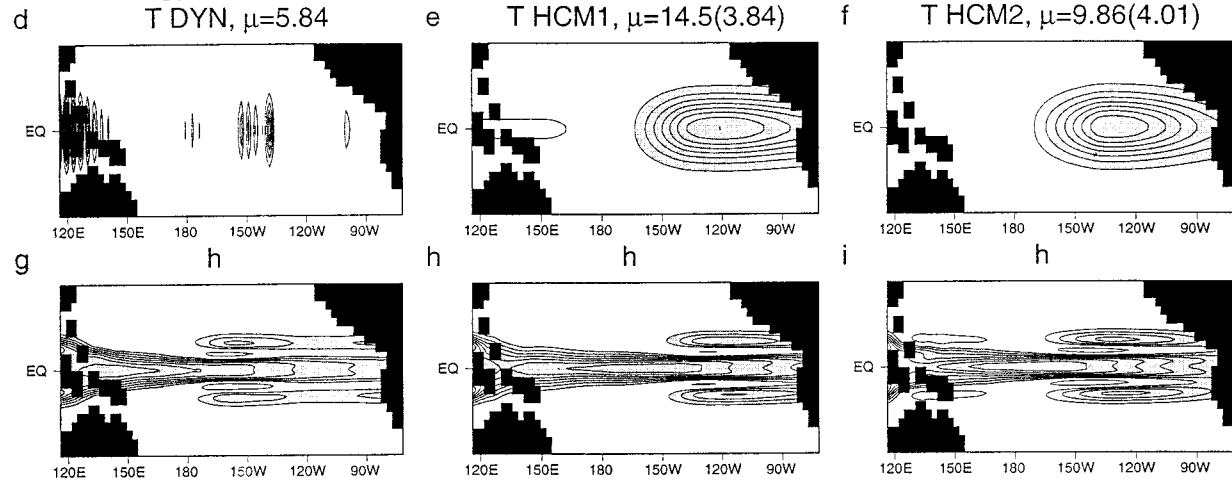 d T DYN, μ=5.84
e T HCM1, μ=14.5(3.84)
f T HCM2, μ=9.86(4.01)
EQ
EQ
EQ
120E 150E 180 150W 120W 90W
120E 150E 180 150W 120W 90W
120E 150E 180 150W 120W 90W
g h
h h
i h
EQ
EQ
EQ
120E 150E 180 150W 120W 90W
120E 150E 180 150W 120W 90W
120E 150E 180 150W 120W 90W